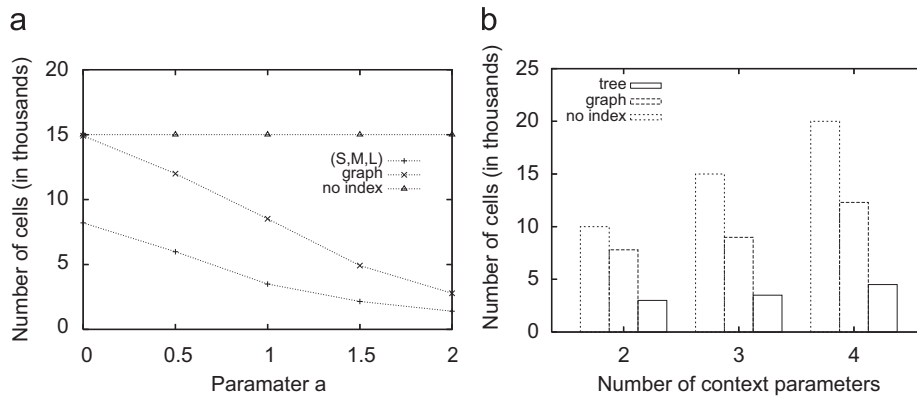 a
Number of cells (in thousands)
20
15
10
5
0
(S,M,L)
graph
no index
0 0.5 1 1.5 2
Paramater a
b
Number of cells (in thousands)
25
20
15
10
5
0
tree
graph
no index
2 3 4
Number of context parameters